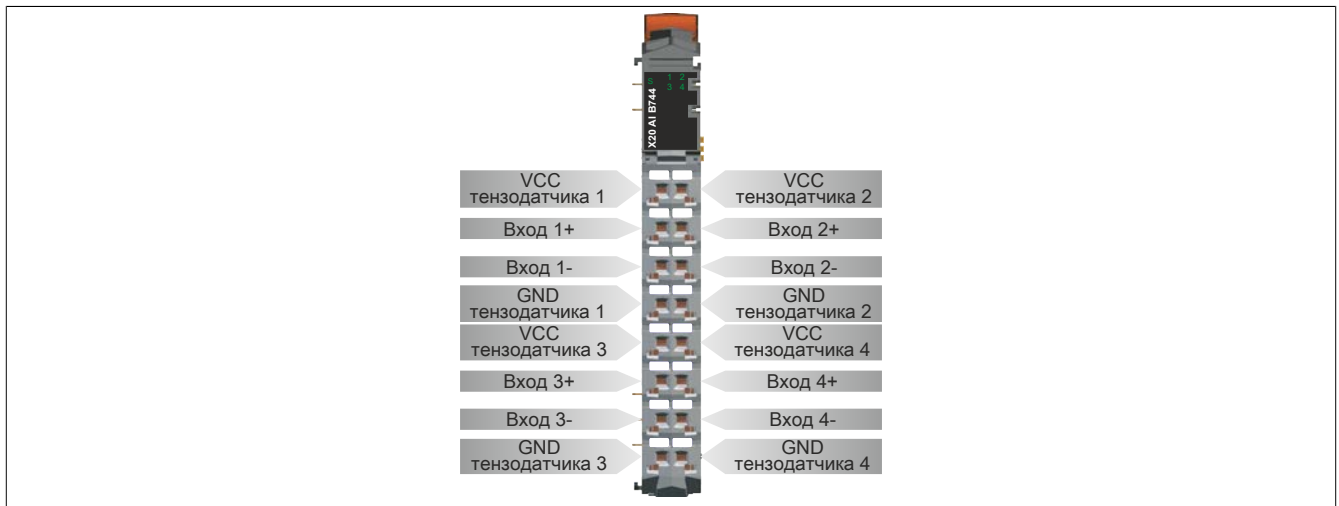 S 1 2
3 4
X20 AI B744
VCC
тензодатчика 1
VCC
тензодатчика 2
Вход 1+
Вход 2+
Вход 1-
Вход 2-
GND
тензодатчика 1
GND
тензодатчика 2
VCC
тензодатчика 3
VCC
тензодатчика 4
Вход 3+
Вход 4+
Вход 3-
Вход 4-
GND
тензодатчика 3
GND
тензодатчика 4